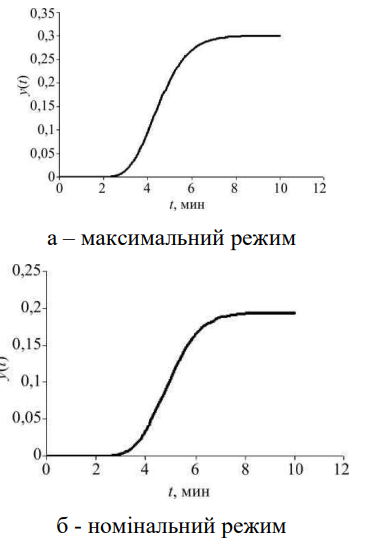 0,35
0,3
0,25
0,2
0,15
0,1
0,05
0
y(t)
0 2 4 6 8 10 12
t, мин
а – максимальний режим
0,25
0,2
0,15
0,1
0,05
0
y(t)
0 2 4 6 8 10 12
t, мин
б - номінальний режим